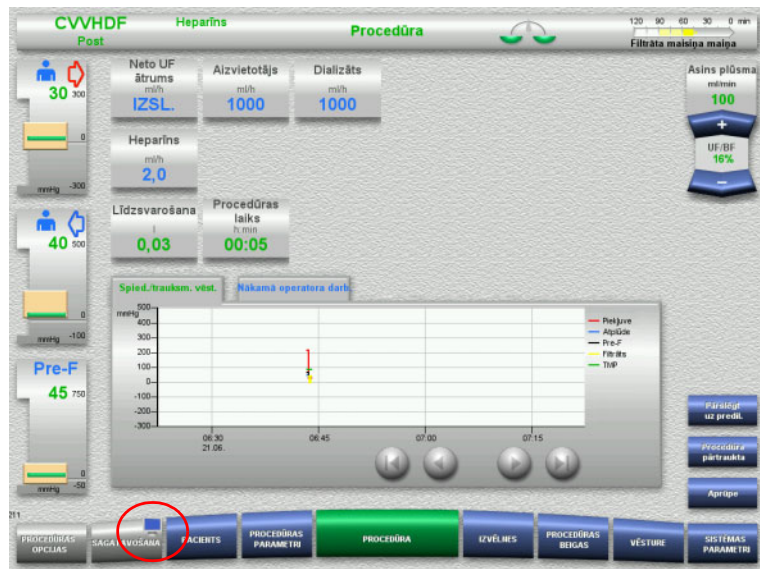 CVVHDF
Post
Heparīns
Procedūra
120 90 60 30 0 min
Filtrāta maisiņa maiņa
30
300
0
mmHg -300
Neto UF
ātrums
ml/h
IZSL.
Aizvietotājs
ml/h
1000
Dializāts
ml/h
1000
Asins plūsma
ml/min
100
+
UF/BF
16%
–
Heparīns
ml/h
2,0
40
500
0
mmHg -100
Līdzsvarošana
l
0,03
Procedūras
laiks
h:min
00:05
Spied./trauksm. vēst.
Nākamā operatora darb.
mmHg
500
400
300
200
100
0
-100
-200
-300
06:30
21.06.
06:45
07:00
07:15
Piekļuve
Atplūde
Pre-F
Filtrāts
TMP
Pre-F
45
750
0
mmHg -50
Pārslēgt
uz predil.
Procedūra
pārtraukta
Aprūpe
211
PROCEDŪRAS
OPCIJAS
SAGATAVOŠANA
PACIENTS
PROCEDŪRAS
PARAMETRI
PROCEDŪRA
IZVĒLNES
PROCEDŪRAS
BEIGAS
VĒSTURE
SISTĒMAS
PARAMETRI